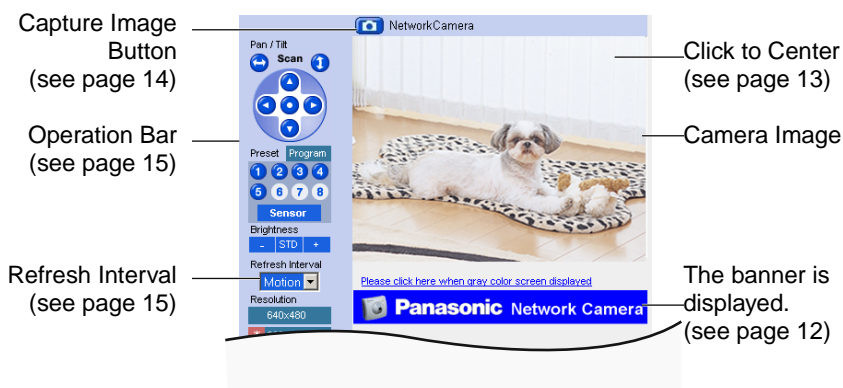 Capture Image
Button
(see page 14)
Operation Bar
(see page 15)
Refresh Interval
(see page 15)
NetworkCamera
Pan / Tilt
Scan
Preset Program
1 2 3 4
5 6 7 8
Sensor
Brightness
- STD +
Refresh Interval
Motion
Resolution
640x480
Please click here when gray color screen displayed
Panasonic Network Camera
Click to Center
(see page 13)
Camera Image
The banner is
displayed.
(see page 12)